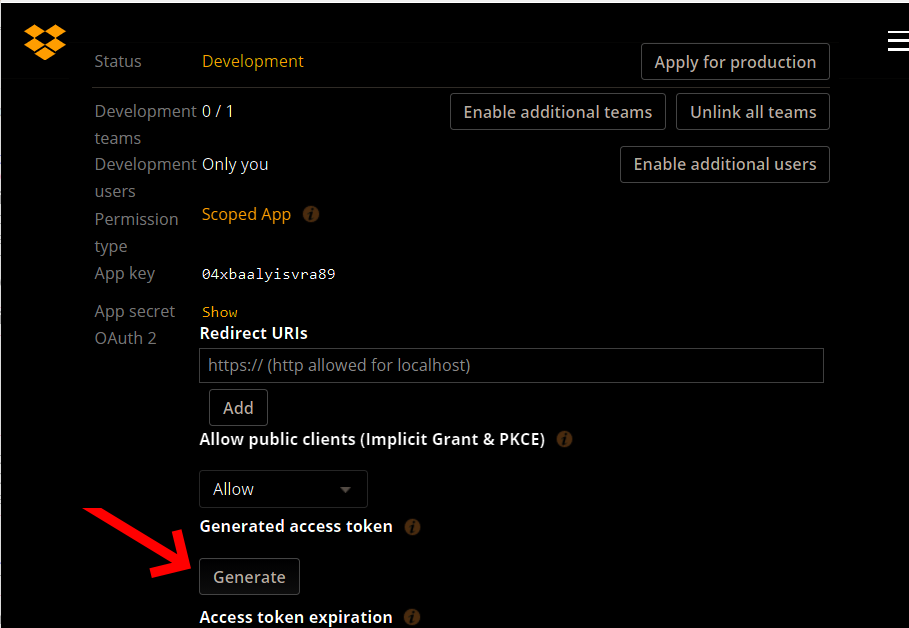 Status Development Apply for production
Development 0 / 1 Enable additional teams Unlink all teams
teams
Development Only you Enable additional users
users
Permission Scoped App i
type
App key 04xbaalyisvra89
App secret Show
OAuth 2 Redirect URIs
https:// (http allowed for localhost)
Add
Allow public clients (Implicit Grant & PKCE) i
Allow
Generated access token i
Generate
Access token expiration i